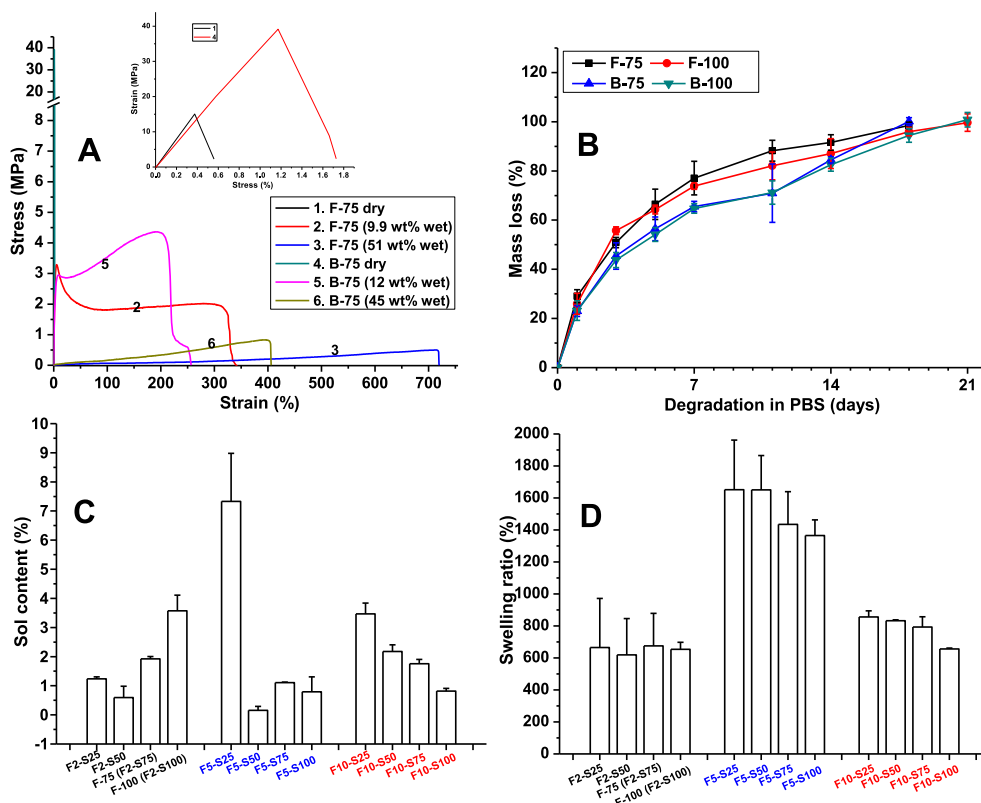 A
Stress (MPa)
40
30
20
10
5
4
3
2
1
0
0
100
200
300
400
500
600
700
Strain (%)
5
2
6
3
1. F-75 dry
2. F-75 (9.9 wt% wet)
3. F-75 (51 wt% wet)
4. B-75 dry
5. B-75 (12 wt% wet)
6. B-75 (45 wt% wet)
Strain (MPa)
40
30
20
10
0
0.0
0.2
0.4
0.6
0.8
1.0
1.2
1.4
1.6
1.8
Stress (%)
1
4
B
F-75
F-100
B-75
B-100
Mass loss (%)
120
100
80
60
40
20
0
0
7
14
21
Degradation in PBS (days)
C
Sol content (%)
10
9
8
7
6
5
4
3
2
1
0
-1
F2-S25
F2-S50
F-75 (F2-S75)
F-100 (F2-S100)
F5-S25
F5-S50
F5-S75
F5-S100
F10-S25
F10-S50
F10-S75
F10-S100
D
Swelling ratio (%)
2000
1800
1600
1400
1200
1000
800
600
400
200
0
F2-S25
F2-S50
F-75 (F2-S75)
F-100 (F2-S100)
F5-S25
F5-S50
F5-S75
F5-S100
F10-S25
F10-S50
F10-S75
F10-S100